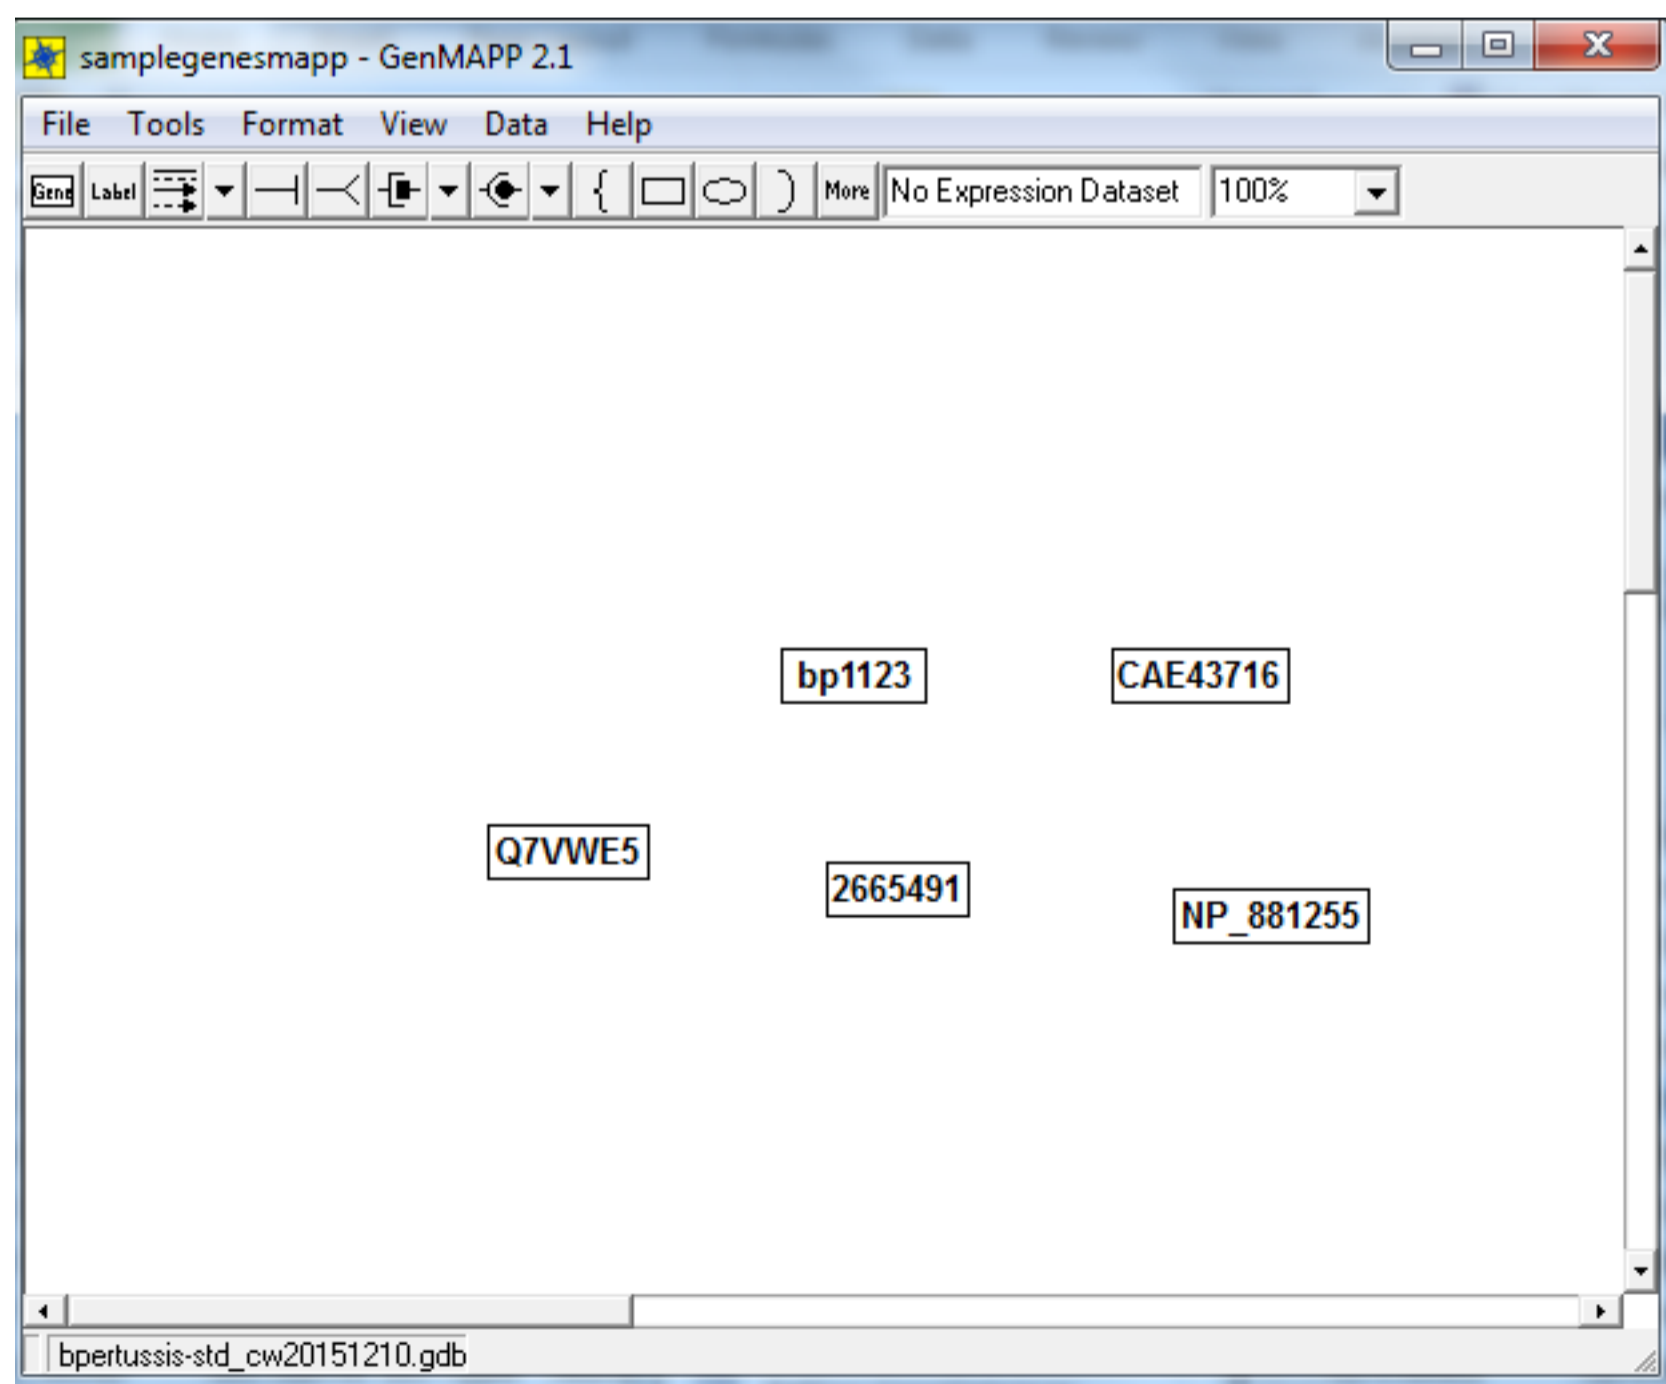 samplegenesmapp - GenMAPP 2.1
File Tools Format View Data Help
Gene Label More No Expression Dataset 100%
bp1123 CAE43716
Q7VWE5
2665491
NP_881255
bpertussis-std_cw20151210.gdb